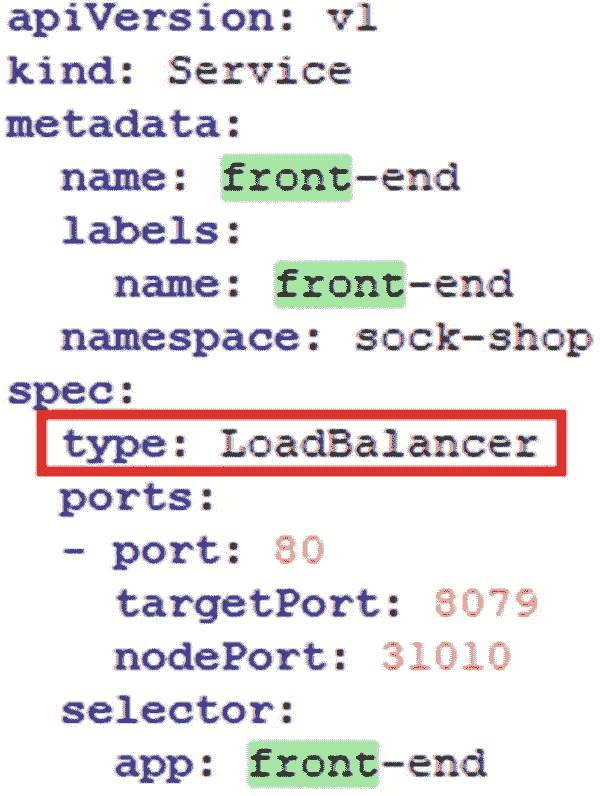 apiVersion: v1
kind: Service
metadata:
  name: front-end
  labels:
    name: front-end
  namespace: sock-shop
spec:
  type: LoadBalancer
  ports:
  - port: 80
    targetPort: 8079
    nodePort: 31010
  selector:
    app: front-end